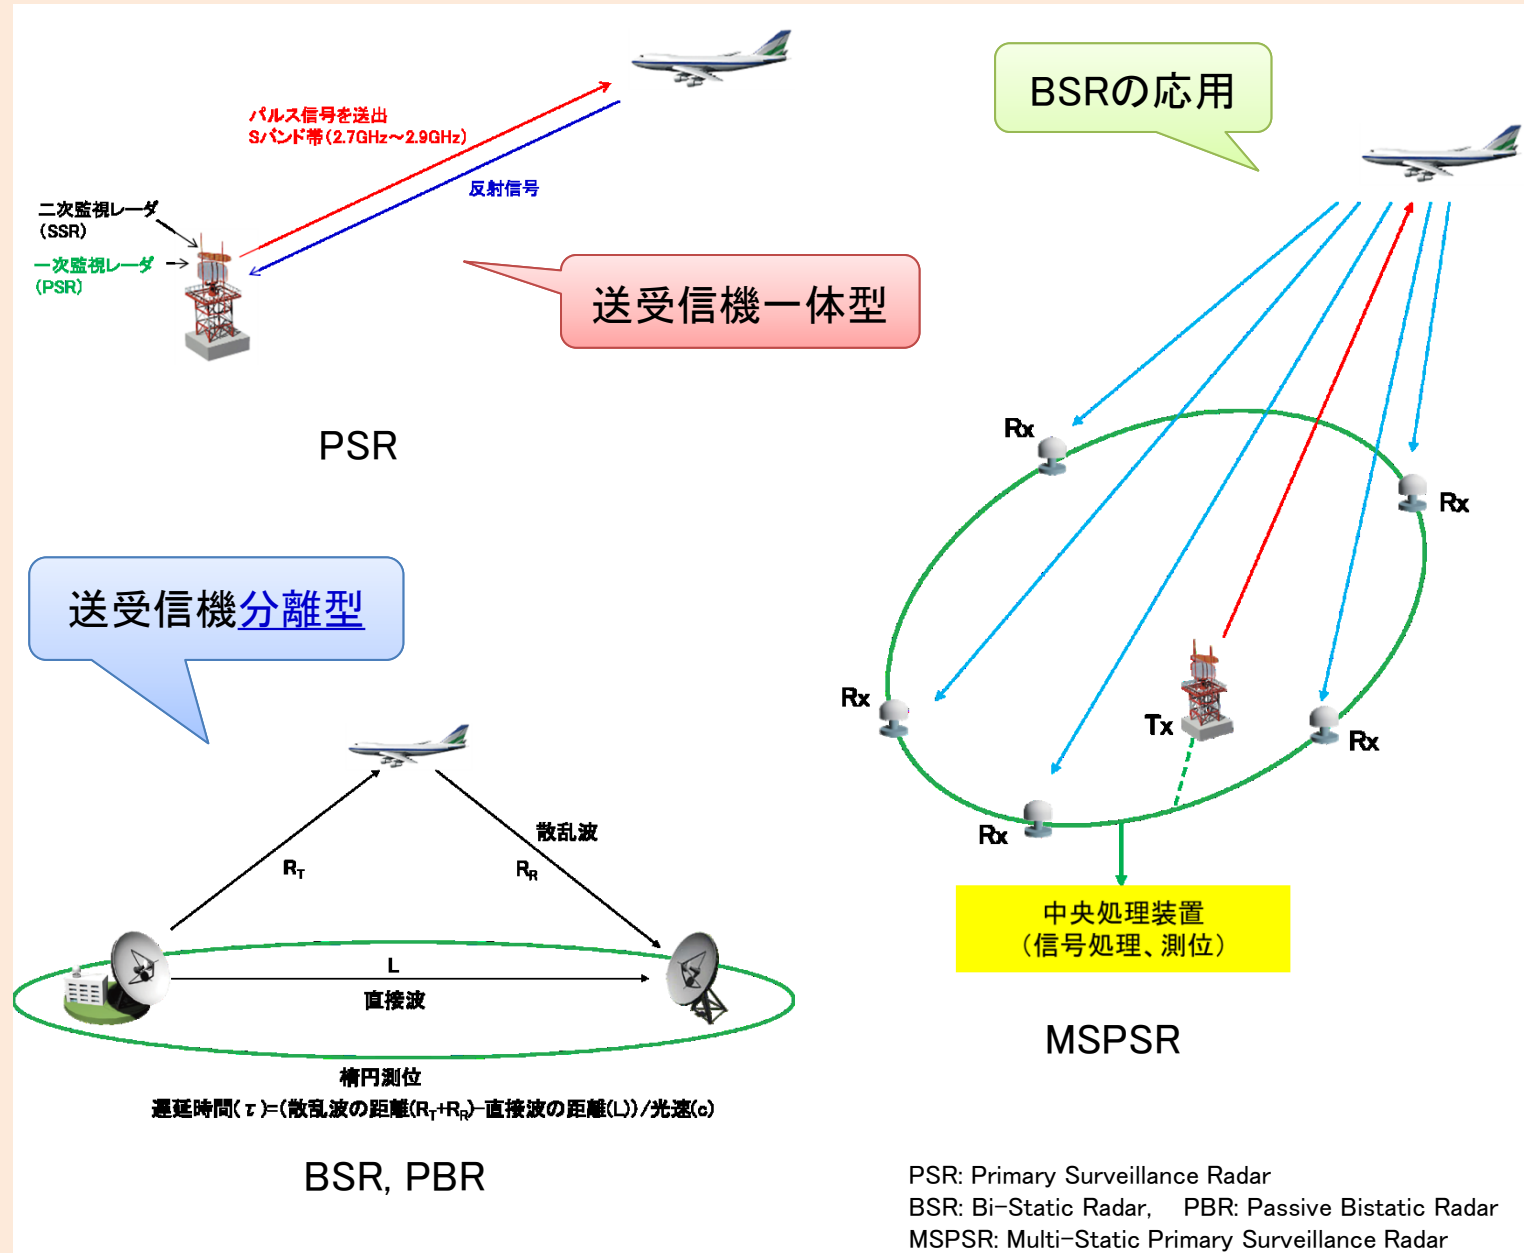 パルス信号を送出
Sバンド帯(2.7GHz～2.9GHz)
反射信号
二次監視レーダ
(SSR)
一次監視レーダ
(PSR)
送受信機一体型
PSR
送受信機分離型
散乱波
RT
RR
L
直接波
楕円測位
遅延時間(τ)=(散乱波の距離(RT+RR)-直接波の距離(L))/光速(c)
BSR, PBR
BSRの応用
Rx
Rx
Rx
Tx
Rx
Rx
中央処理装置
（信号処理、測位）
MSPSR
PSR: Primary Surveillance Radar
BSR: Bi-Static Radar, PBR: Passive Bistatic Radar
MSPSR: Multi-Static Primary Surveillance Radar